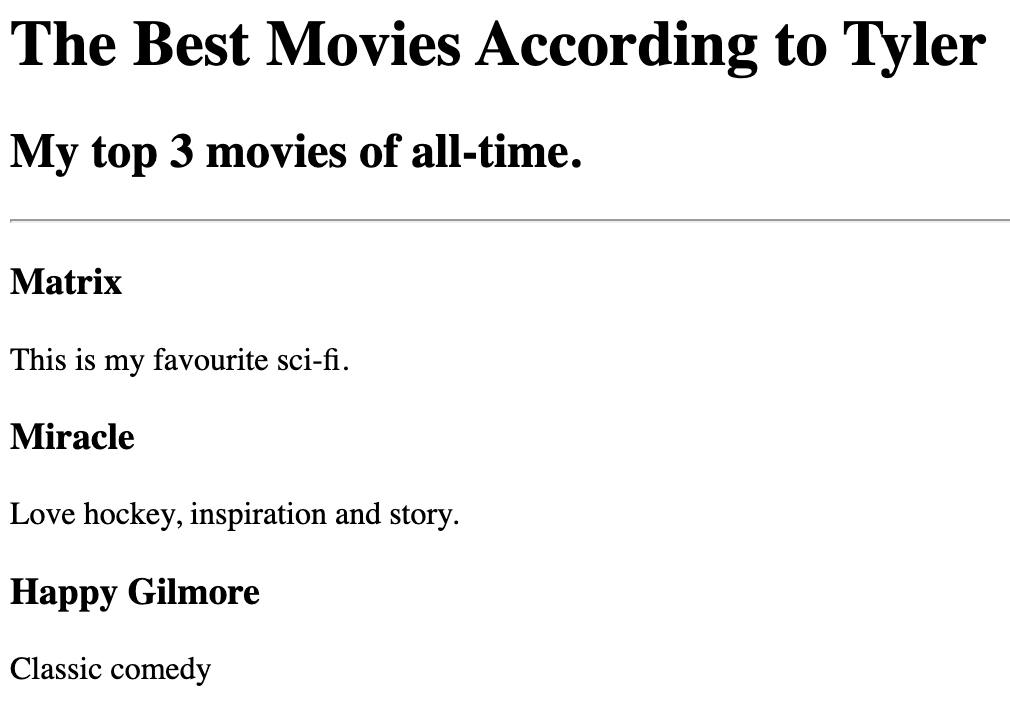 The Best Movies According to Tyler
My top 3 movies of all-time.
Matrix
This is my favourite sci-fi.
Miracle
Love hockey, inspiration and story.
Happy Gilmore
Classic comedy